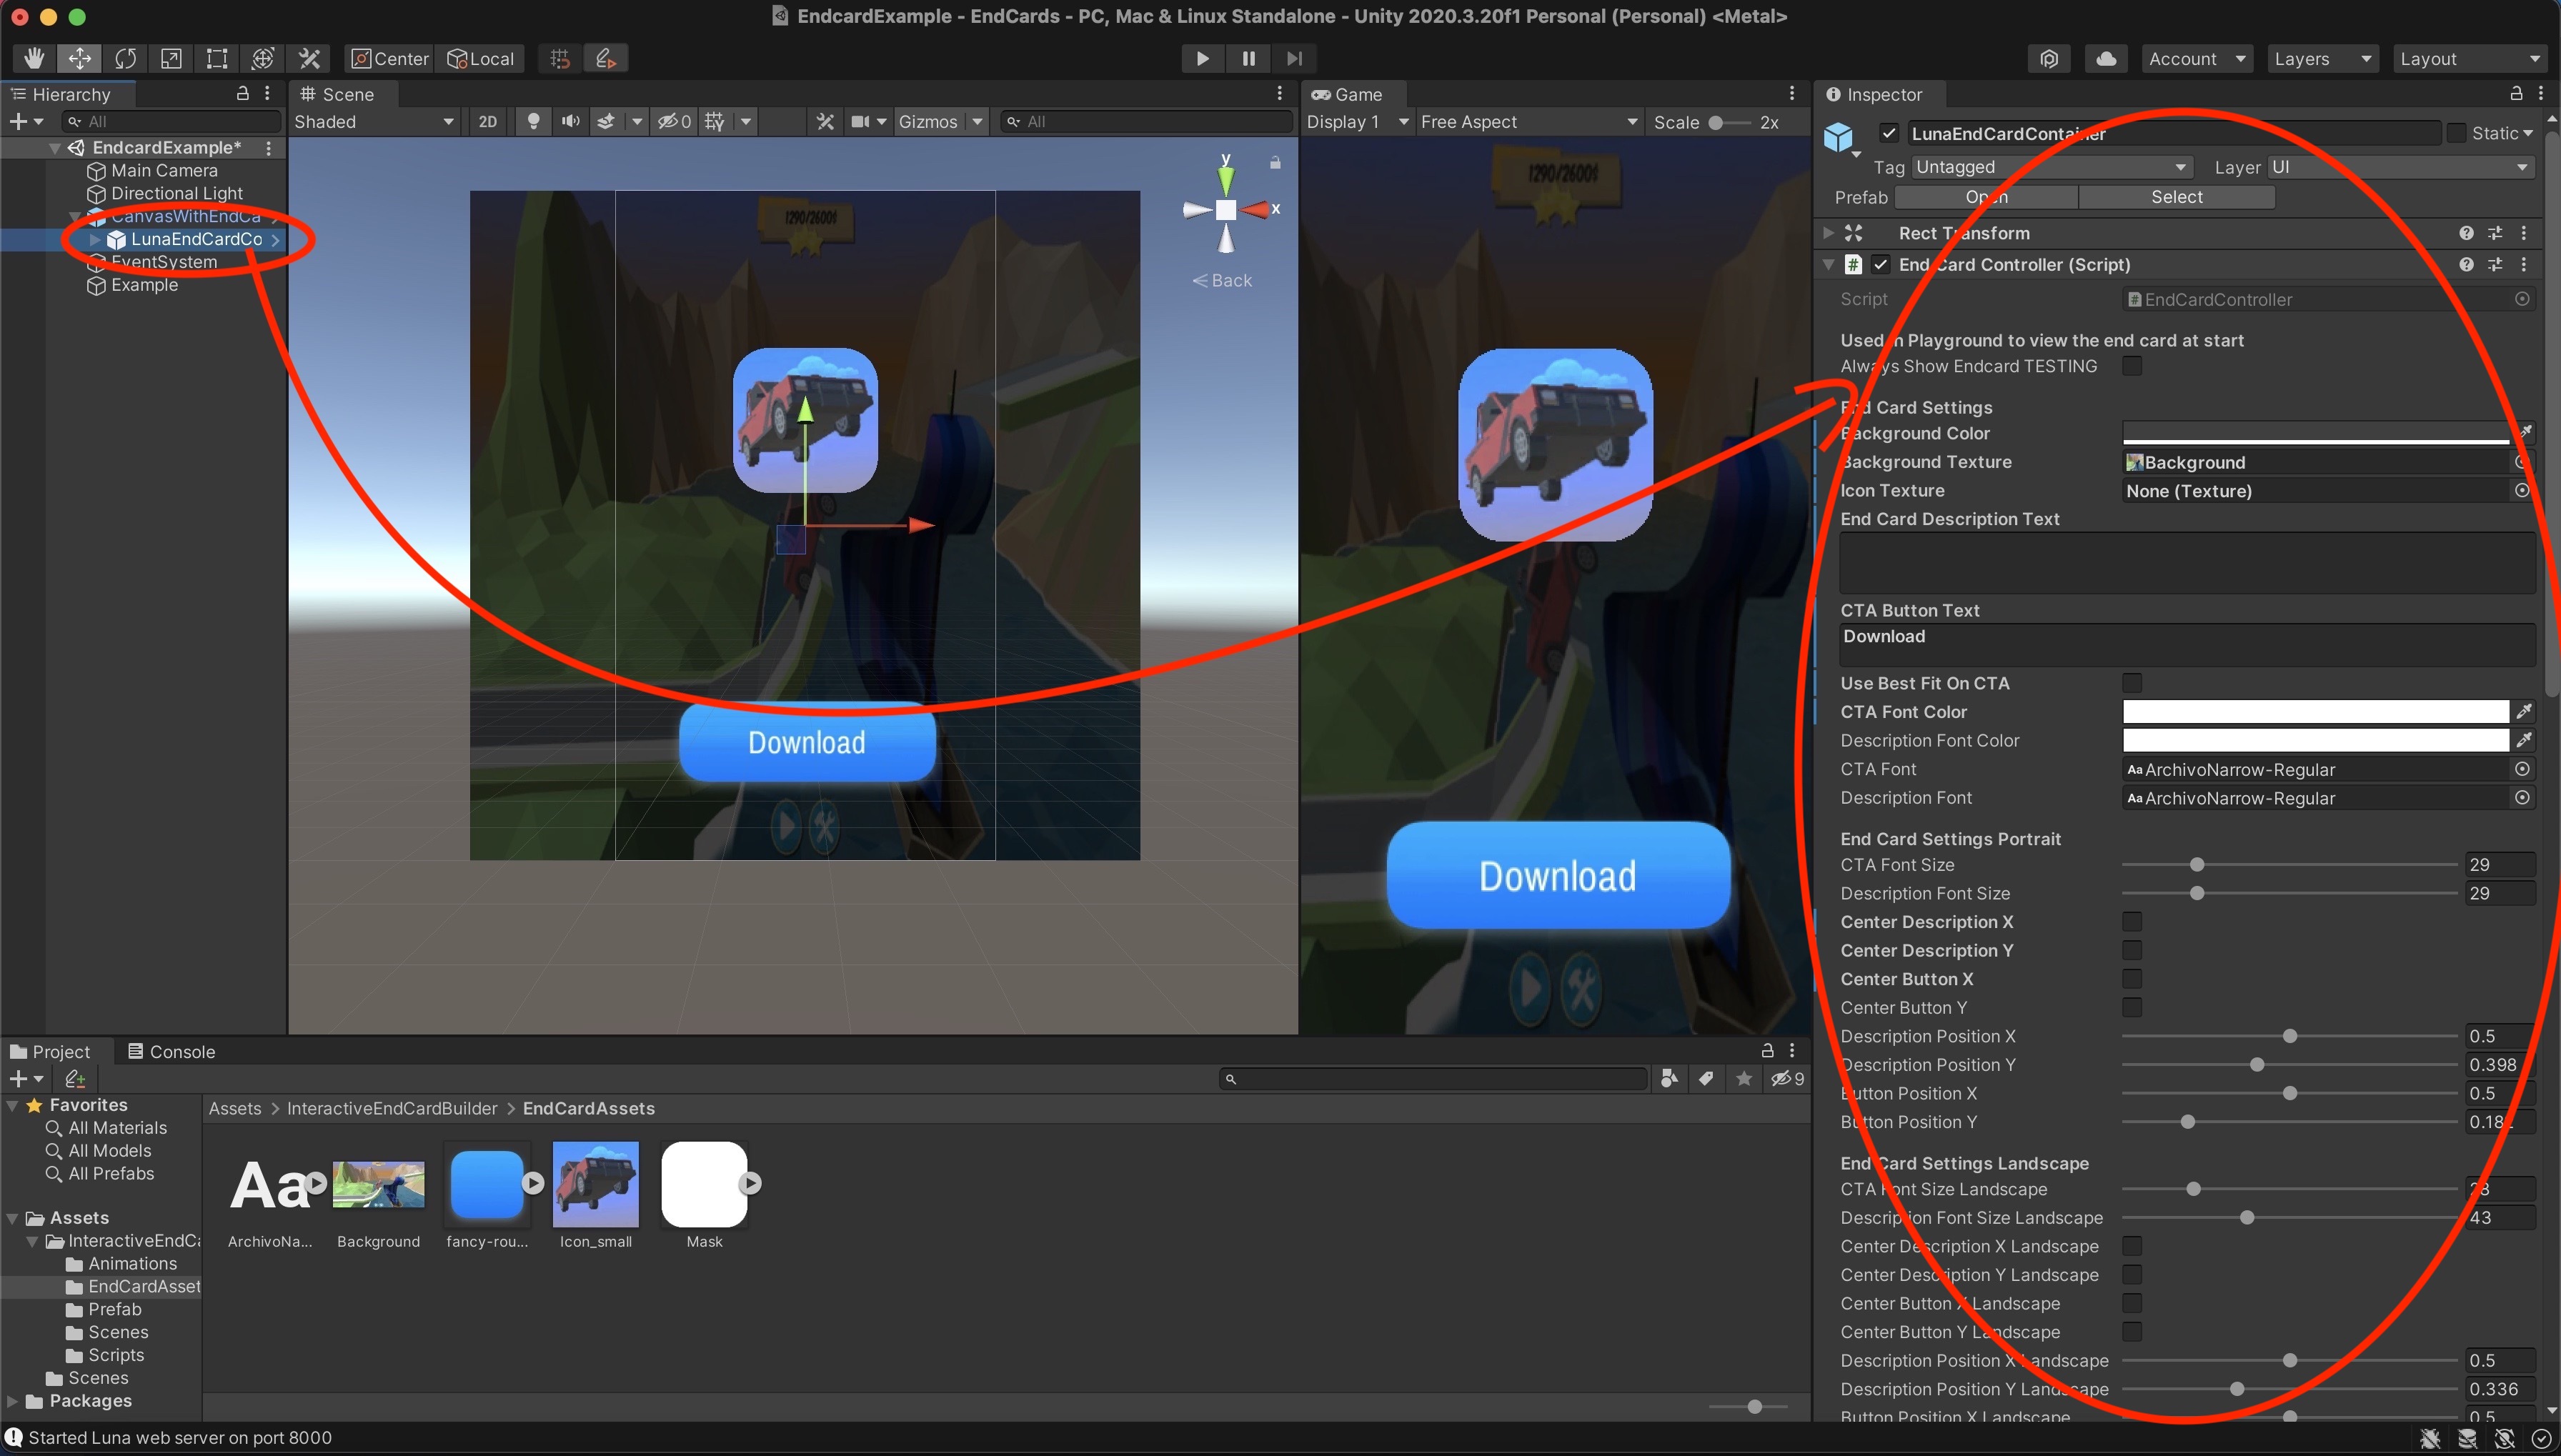 EndcardExample - EndCards - PC, Mac & Linux Standalone - Unity 2020.3.20f1 Personal (Personal) <Metal>
Center Local Account Layers Layout
Hierarchy
All
EndcardExample*
Main Camera
Directional Light
CanvasWithEndCa
LunaEndCardCo
EventSystem
Example
Scene
Shaded 2D 0 Gizmos All
1290/2600$
y
x
Back
Download
Game
Display 1 Free Aspect Scale 2x
1290/2600$
Download
Inspector
LunaEndCardContainer Static
Tag Untagged Layer UI
Prefab Open Select
Rect Transform
# End Card Controller (Script)
Script # EndCardController
Used in Playground to view the end card at start
Always Show Endcard TESTING
End Card Settings
Background Color
Background Texture Background
Icon Texture None (Texture)
End Card Description Text
CTA Button Text
Download
Use Best Fit On CTA
CTA Font Color
Description Font Color
CTA Font Aa ArchivoNarrow-Regular
Description Font Aa ArchivoNarrow-Regular
End Card Settings Portrait
CTA Font Size 29
Description Font Size 29
Center Description X
Center Description Y
Center Button X
Center Button Y
Description Position X 0.5
Description Position Y 0.398
Button Position X 0.5
Button Position Y
End Card Settings Landscape
CTA Font Size Landscape
Description Font Size Landscape 43
Center Description X Landscape
Center Description Y Landscape
Center Button X Landscape
Center Button Y Landscape
Description Position X Landscape 0.5
Description Position Y Landscape 0.336
Button Position X Landscape 0.5
Project Console
9
Favorites
All Materials
All Models
All Prefabs
Assets
InteractiveEndCa
Animations
EndCardAsset
Prefab
Scenes
Scripts
Scenes
Packages
Assets > InteractiveEndCardBuilder > EndCardAssets
Aa
ArchivoNa... Background fancy-rou... Icon_small Mask
Started Luna web server on port 8000